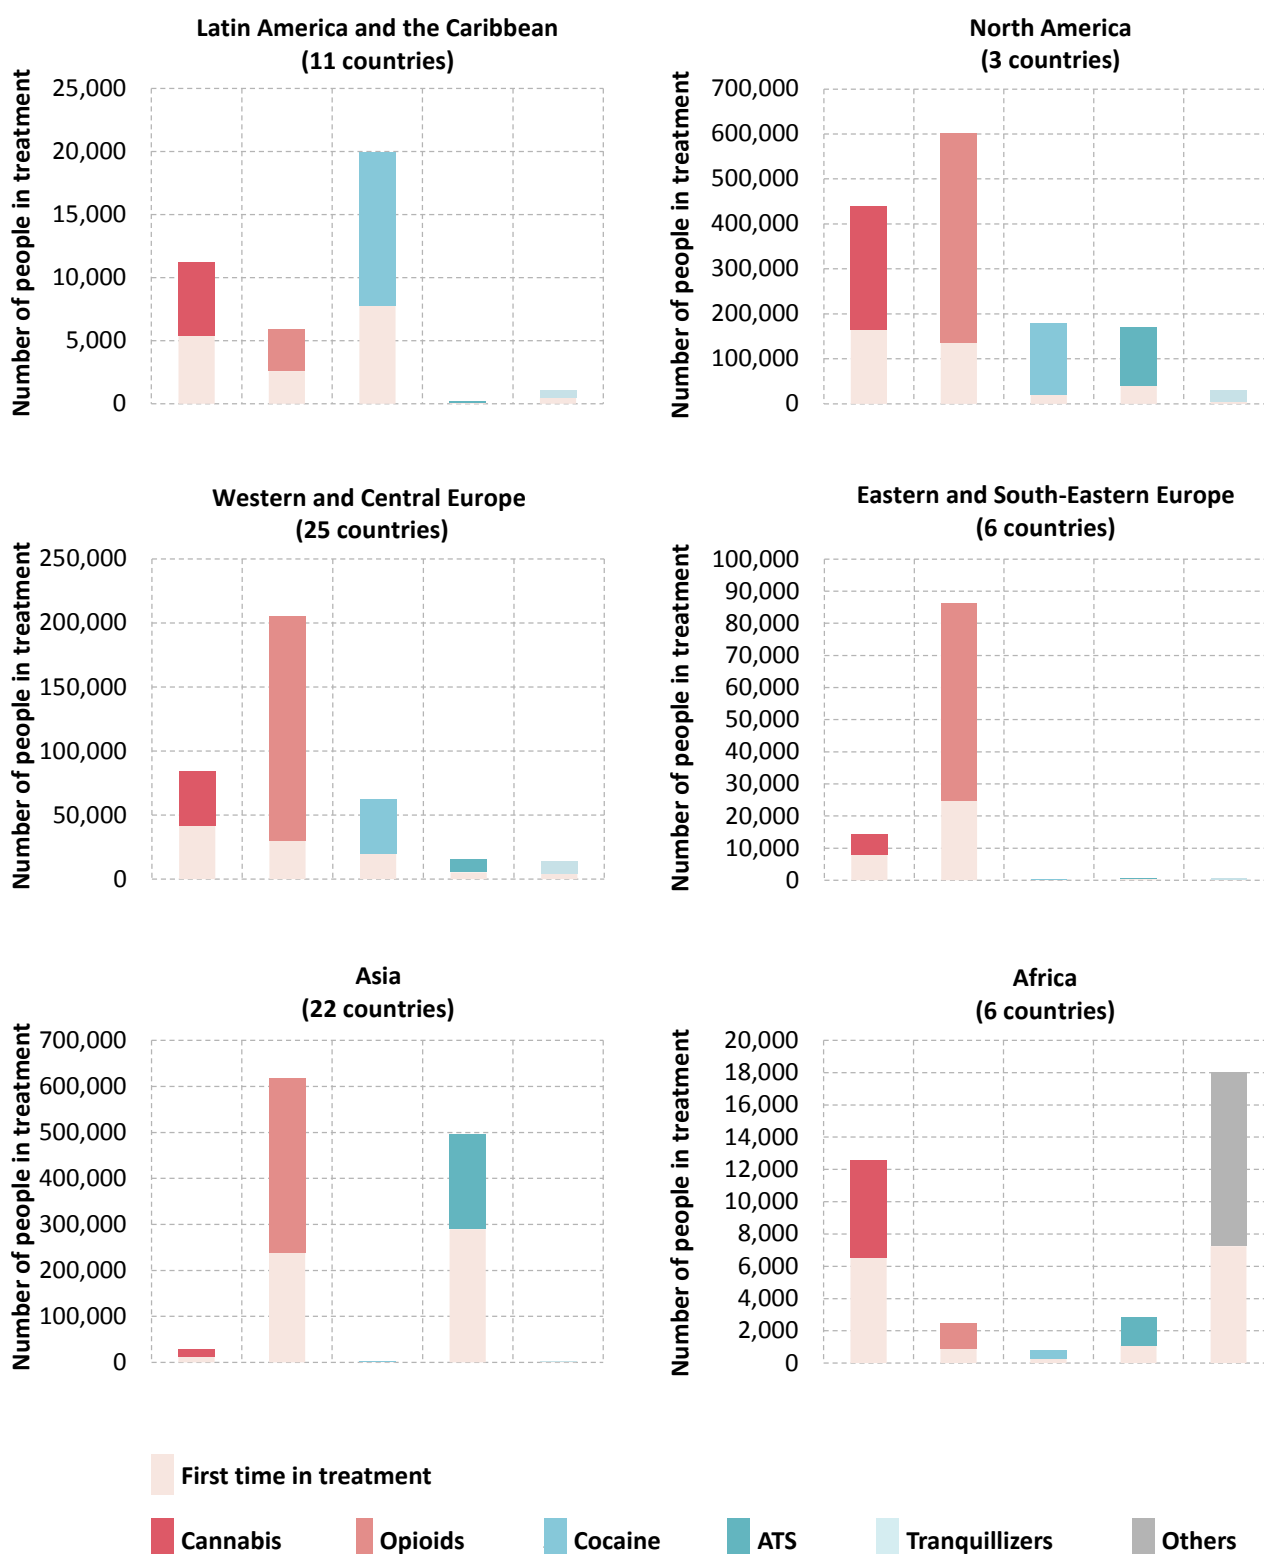 Latin America and the Caribbean
(11 countries)
Number of people in treatment
25,000
20,000
15,000
10,000
5,000
0
North America
(3 countries)
Number of people in treatment
700,000
600,000
500,000
400,000
300,000
200,000
100,000
0
Western and Central Europe
(25 countries)
Number of people in treatment
250,000
200,000
150,000
100,000
50,000
0
Eastern and South-Eastern Europe
(6 countries)
Number of people in treatment
100,000
90,000
80,000
70,000
60,000
50,000
40,000
30,000
20,000
10,000
0
Asia
(22 countries)
Number of people in treatment
700,000
600,000
500,000
400,000
300,000
200,000
100,000
0
Africa
(6 countries)
Number of people in treatment
20,000
18,000
16,000
14,000
12,000
10,000
8,000
6,000
4,000
2,000
0
First time in treatment
Cannabis Opioids Cocaine ATS Tranquillizers Others